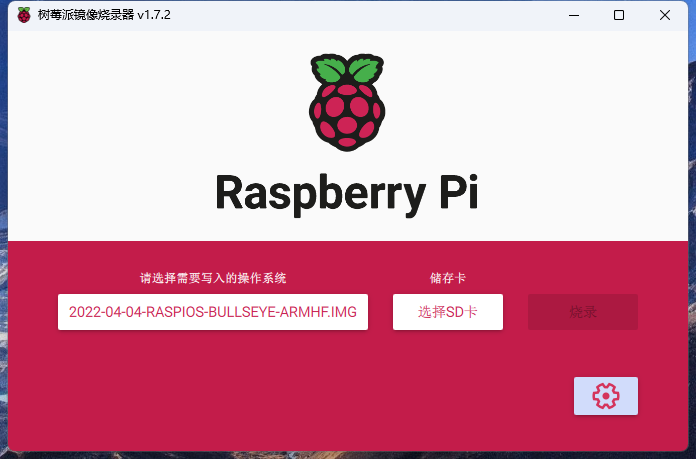 树莓派镜像烧录器 v1.7.2
Raspberry Pi
请选择需要写入的操作系统
储存卡
2022-04-04-RASPIOS-BULLSEYE-ARMHF.IMG
选择SD卡
烧录